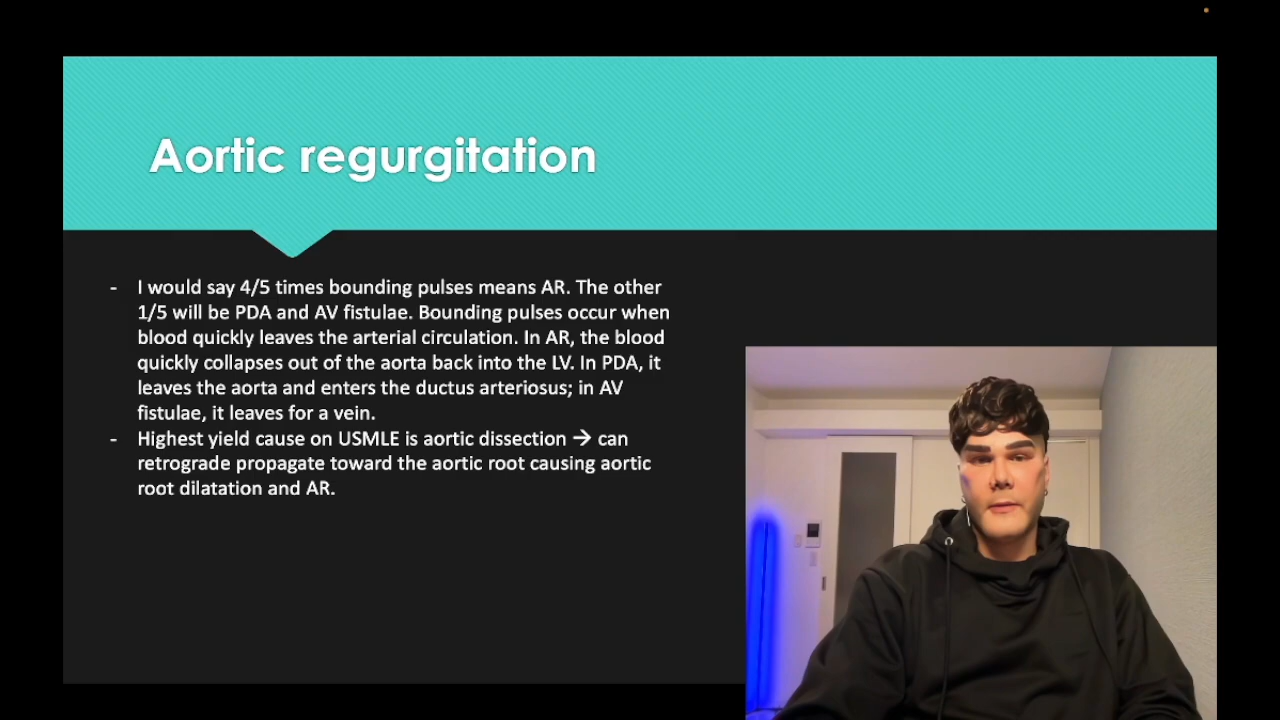 Aortic regurgitation
- I would say 4/5 times bounding pulses means AR. The other
1/5 will be PDA and AV fistulae. Bounding pulses occur when
blood quickly leaves the arterial circulation. In AR, the blood
quickly collapses out of the aorta back into the LV. In PDA, it
leaves the aorta and enters the ductus arteriosus; in AV
fistulae, it leaves for a vein.
- Highest yield cause on USMLE is aortic dissection → can
retrograde propagate toward the aortic root causing aortic
root dilatation and AR.